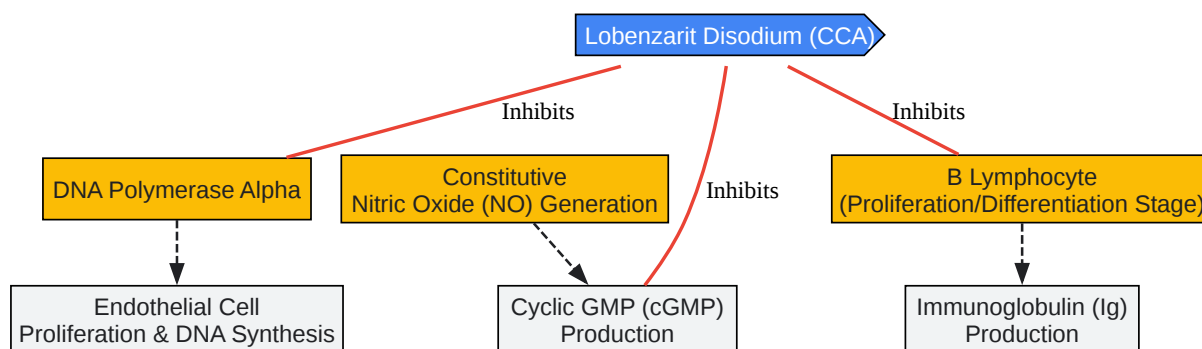 Lobenzarit Disodium (CCA)
Inhibits
Inhibits
DNA Polymerase Alpha
Constitutive
Nitric Oxide (NO) Generation
Inhibits
B Lymphocyte
(Proliferation/Differentiation Stage)
Endothelial Cell
Proliferation & DNA Synthesis
Cyclic GMP (cGMP)
Production
Immunoglobulin (Ig)
Production